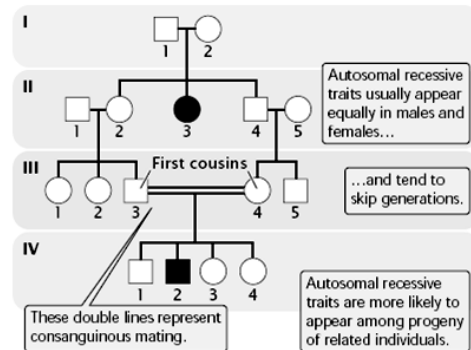 I
1 2
II
1 2 3 4 5
Autosomal recessive
traits usually appear
equally in males and
females...
III
First cousins
1 2 3 4 5
...and tend to
skip generations.
IV
1 2 3 4
These double lines represent
consanguinous mating.
Autosomal recessive
traits are more likely to
appear among progeny
of related individuals.